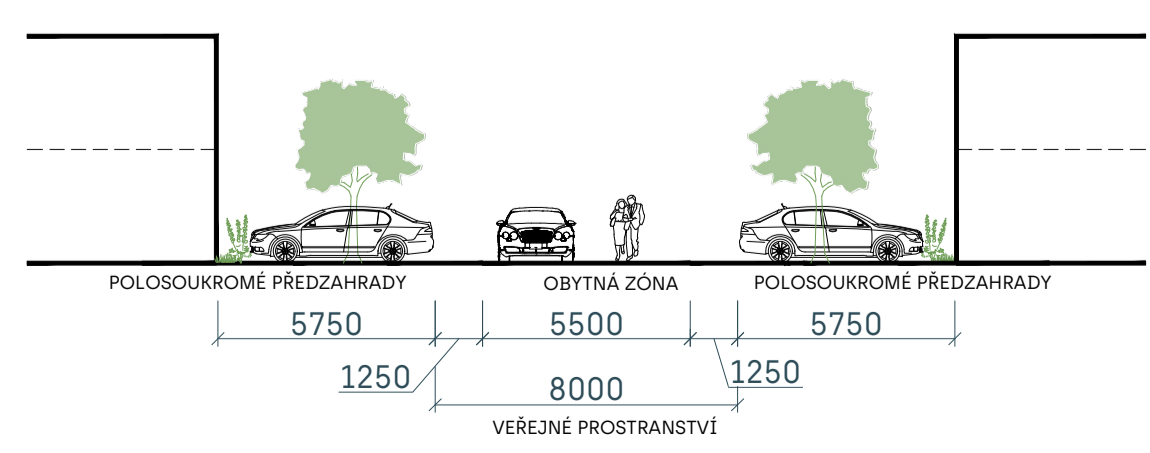 POLOSOUKROMÉ PŘEDZAHRADY OBYTNÁ ZÓNA POLOSOUKROMÉ PŘEDZAHRADY
5750 5500 5750
1250 8000 1250
VEŘEJNÉ PROSTRANSTVÍ